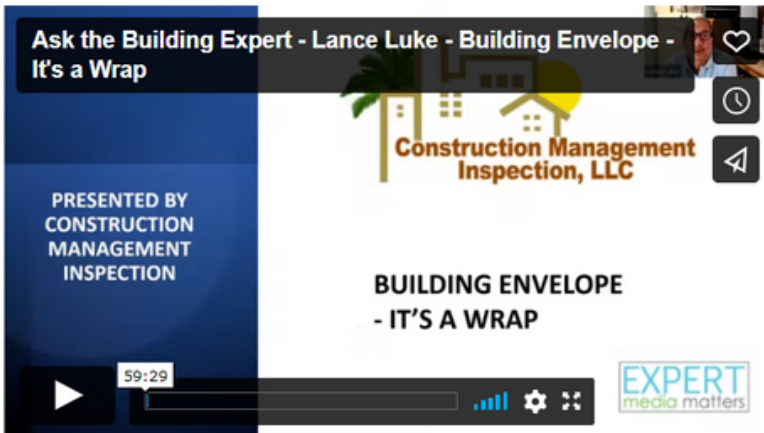 Ask the Building Expert - Lance Luke - Building Envelope -
It's a Wrap
Construction Management
Inspection, LLC
PRESENTED BY
CONSTRUCTION
MANAGEMENT
INSPECTION
BUILDING ENVELOPE
- IT'S A WRAP
59:29
EXPERT
media matters